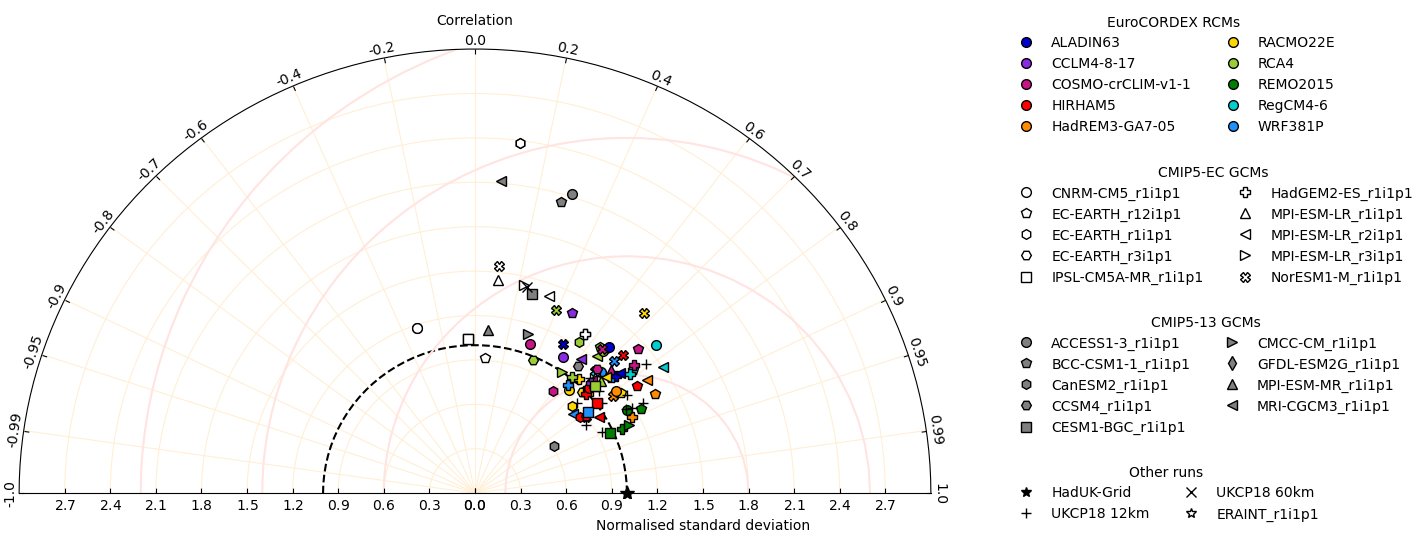 Correlation
-1.0
-0.99
-0.95
-0.9
-0.8
-0.7
-0.6
-0.4
-0.2
0.0
0.2
0.4
0.6
0.7
0.8
0.9
0.95
0.99
1.0
2.7 2.4 2.1 1.8 1.5 1.2 0.9 0.6 0.3 0.0 0.3 0.6 0.9 1.2 1.5 1.8 2.1 2.4 2.7
Normalised standard deviation
EuroCORDEX RCMs
ALADIN63
CCLM4-8-17
COSMO-crCLIM-v1-1
HIRHAM5
HadREM3-GA7-05
RACMO22E
RCA4
REMO2015
RegCM4-6
WRF381P
CMIP5-EC GCMs
CNRM-CM5_r1i1p1
EC-EARTH_r12i1p1
EC-EARTH_r1i1p1
EC-EARTH_r3i1p1
IPSL-CM5A-MR_r1i1p1
HadGEM2-ES_r1i1p1
MPI-ESM-LR_r1i1p1
MPI-ESM-LR_r2i1p1
MPI-ESM-LR_r3i1p1
NorESM1-M_r1i1p1
CMIP5-13 GCMs
ACCESS1-3_r1i1p1
BCC-CSM1-1_r1i1p1
CanESM2_r1i1p1
CCSM4_r1i1p1
CESM1-BGC_r1i1p1
CMCC-CM_r1i1p1
GFDL-ESM2G_r1i1p1
MPI-ESM-MR_r1i1p1
MRI-CGCM3_r1i1p1
Other runs
HadUK-Grid
UKCP18 12km
UKCP18 60km
ERAINT_r1i1p1